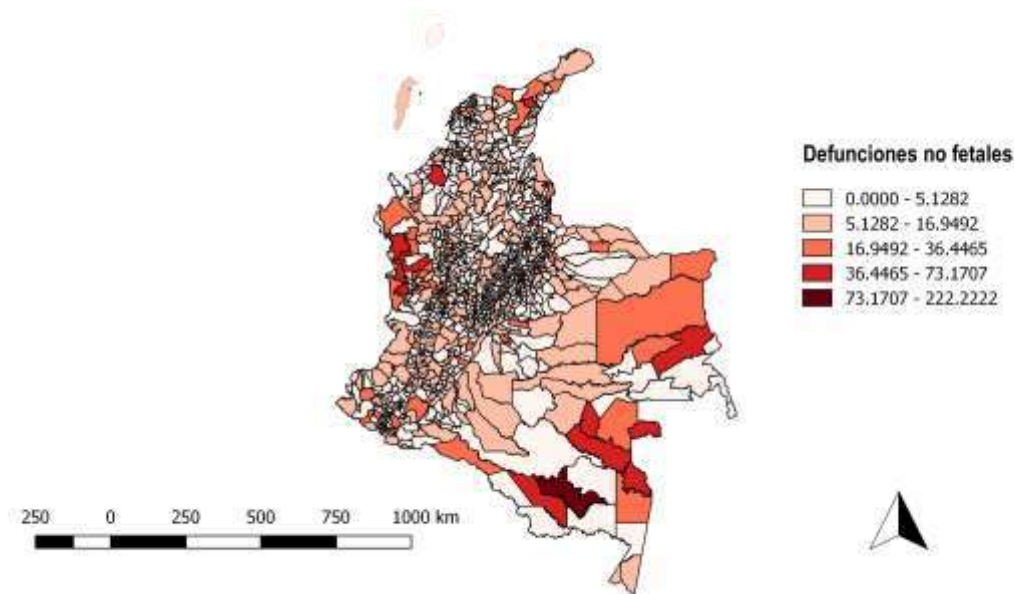 Defunciones no fetales
0.0000 - 5.1282
5.1282 - 16.9492
16.9492 - 36.4465
36.4465 - 73.1707
73.1707 - 222.2222
250 0 250 500 750 1000 km